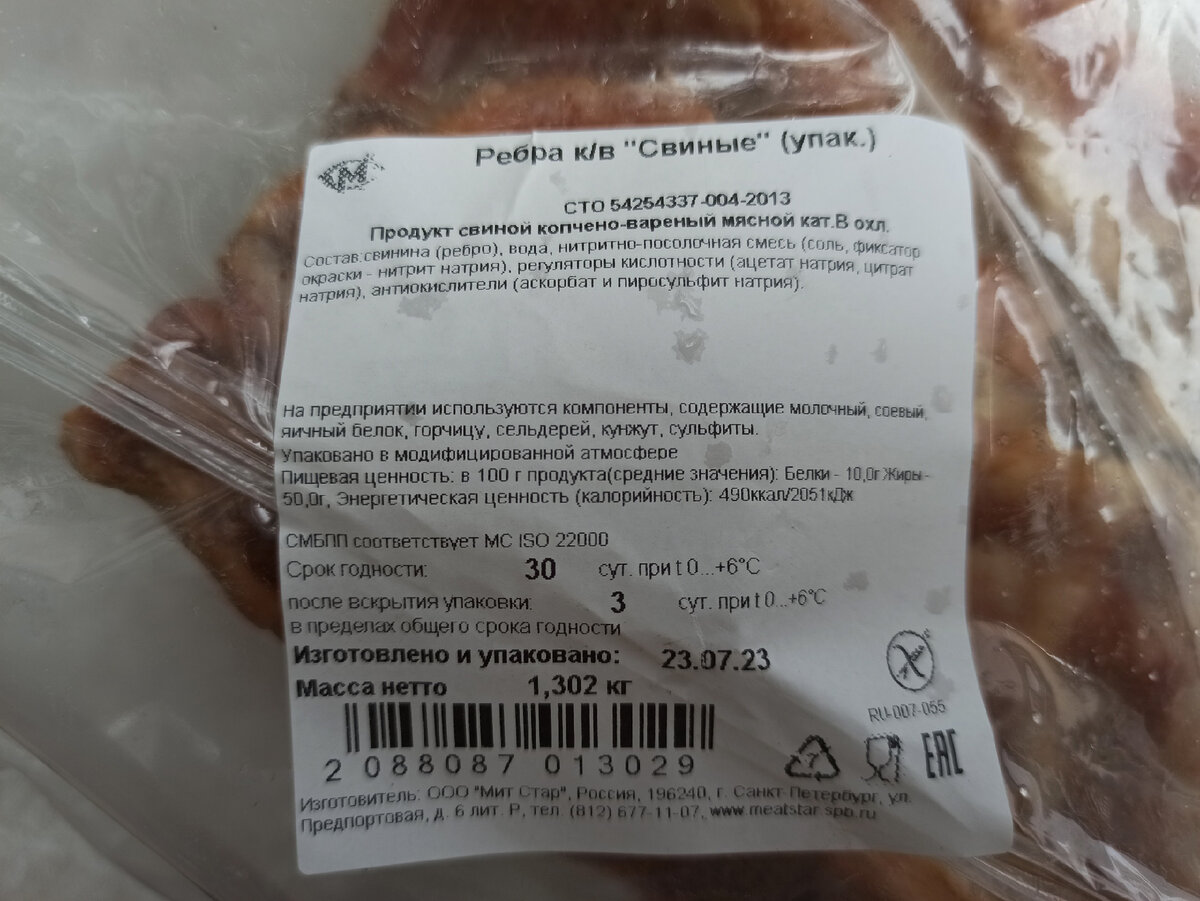 Ребра к/в "Свиные" (упак.)
СТО 54254337-004-2013
Продукт свиной копчено-вареный мясной кат.В охл.
Состав:свинина (ребро), вода, нитритно-посолочная смесь (соль, фиксатор
окраски - нитрит натрия), регуляторы кислотности (ацетат натрия, цитрат
натрия), антиокислители (аскорбат и пиросульфит натрия).
На предприятии используются компоненты, содержащие молочный, соевый,
яичный белок, горчицу, сельдерей, кунжут, сульфиты.
Упаковано в модифицированной атмосфере
Пищевая ценность: в 100 г продукта(средние значения): Белки - 10,0г Жиры -
50,0г, Энергетическая ценность (калорийность): 490ккал/2051кДж
СМБПП соответствует МС ISO 22000
Срок годности: 30 сут. при t 0...+6°С
после вскрытия упаковки: 3 сут. при t 0...+6°С
в пределах общего срока годности
Изготовлено и упаковано: 23.07.23
Масса нетто 1,302 кг
RU-007-055
2 088087 013029
7
EAC
Изготовитель: ООО "Мит Стар", Россия, 196240, г. Санкт-Петербург, ул.
Предпортовая, д. 6 лит. Р, тел. (812) 677-11-07, www.meatstar.spb.ru